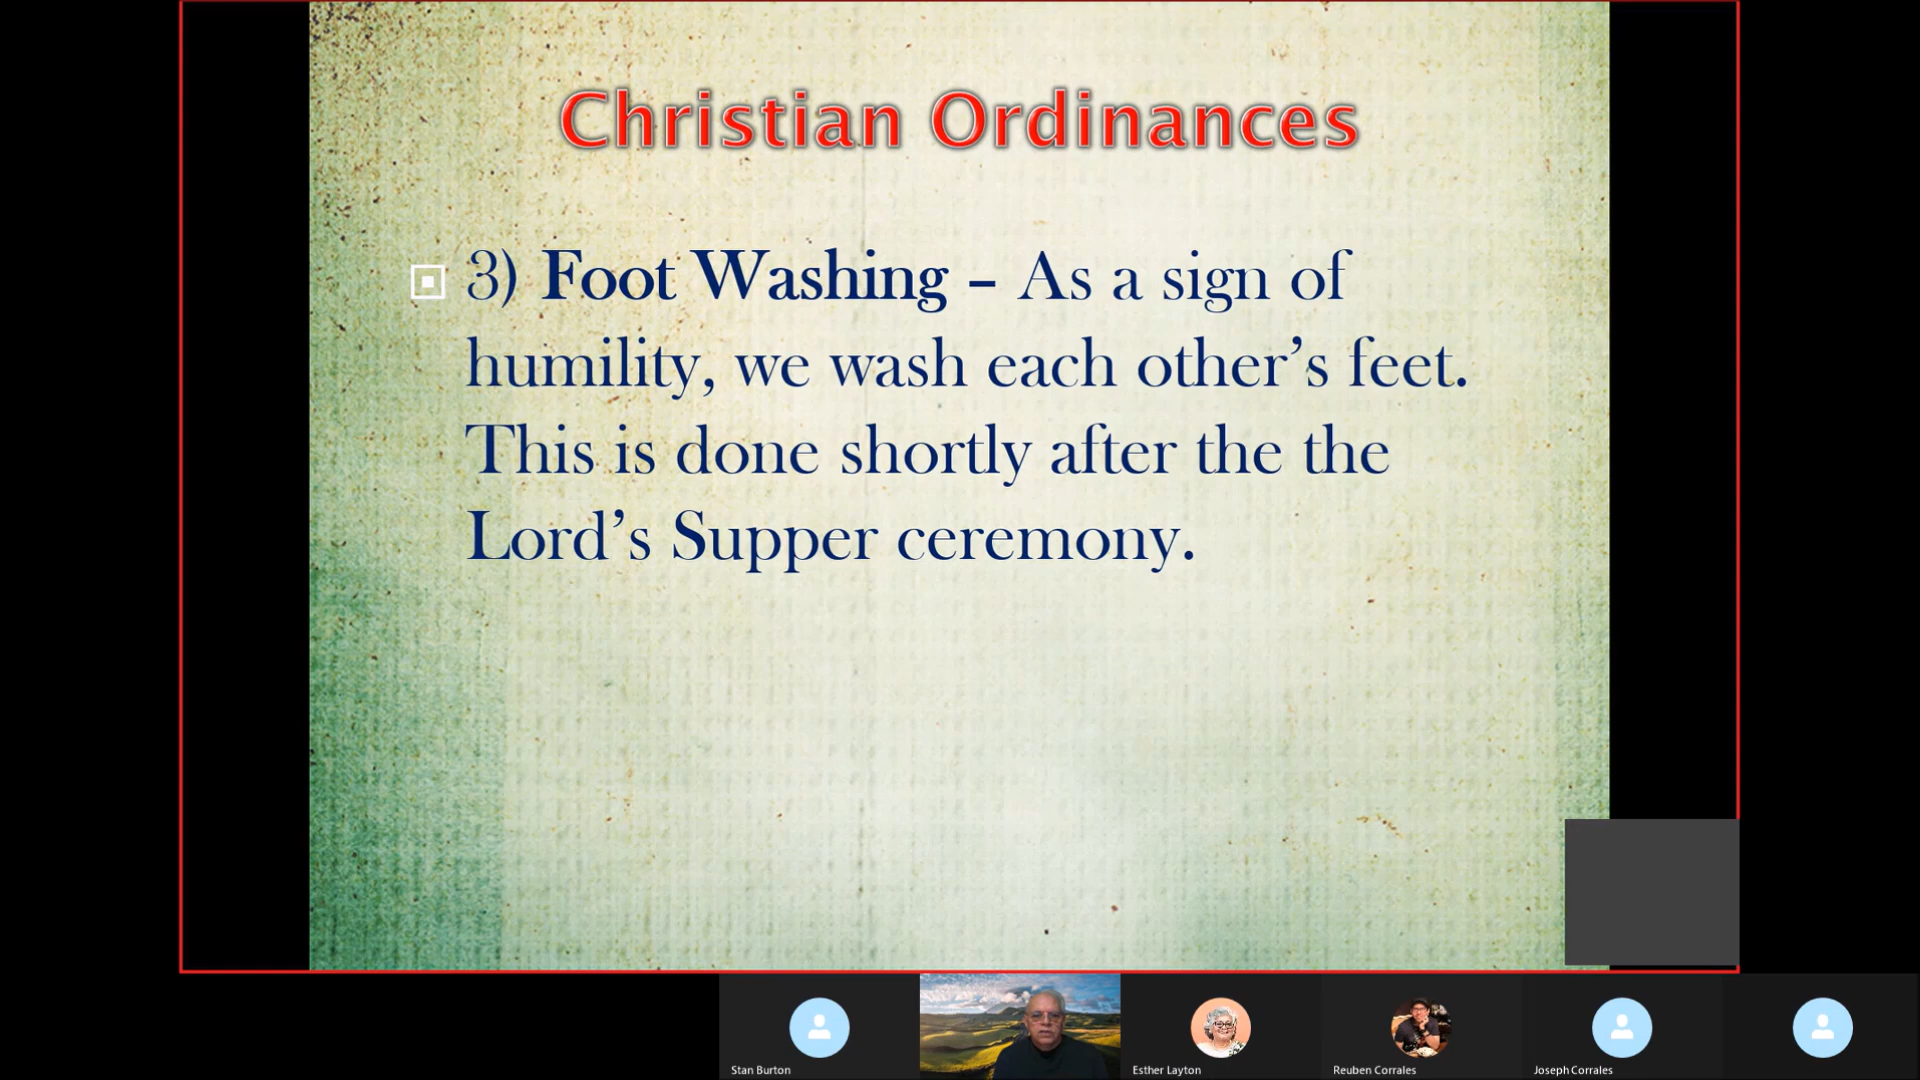 Christian Ordinances
3) Foot Washing – As a sign of
humility, we wash each other’s feet.
This is done shortly after the the
Lord’s Supper ceremony.
Stan Burton
Esther Layton
Reuben Corrales
Joseph Corrales